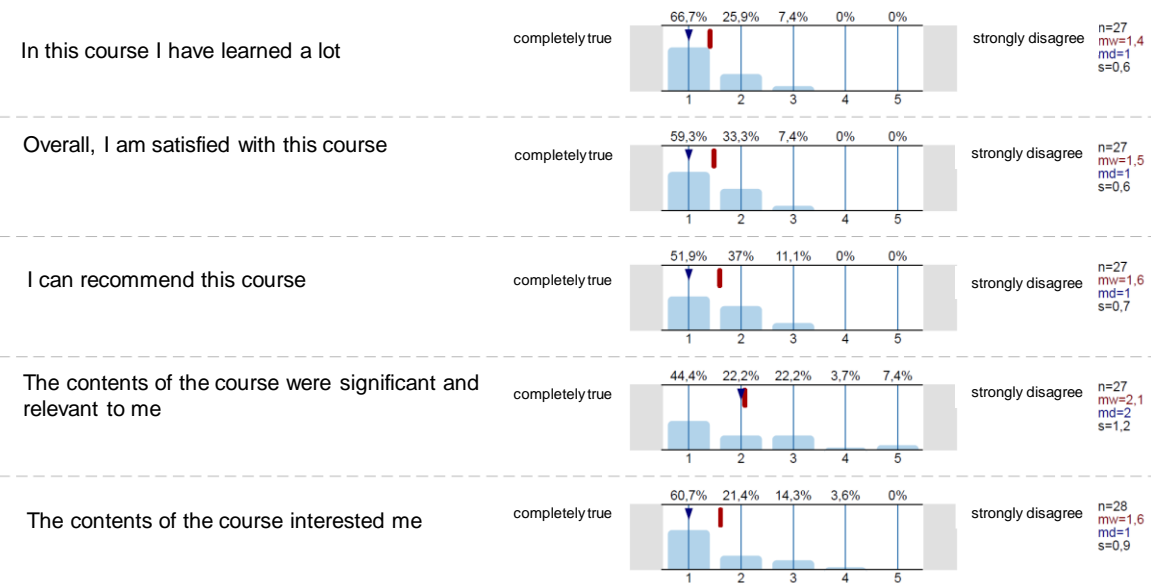 In this course I have learned a lot
completely true
66,7% 25,9% 7,4% 0% 0%
1 2 3 4 5
strongly disagree
n=27
mw=1,4
md=1
s=0,6
Overall, I am satisfied with this course
completely true
59,3% 33,3% 7,4% 0% 0%
1 2 3 4 5
strongly disagree
n=27
mw=1,5
md=1
s=0,6
I can recommend this course
completely true
51,9% 37% 11,1% 0% 0%
1 2 3 4 5
strongly disagree
n=27
mw=1,6
md=1
s=0,7
The contents of the course were significant and
relevant to me
completely true
44,4% 22,2% 22,2% 3,7% 7,4%
1 2 3 4 5
strongly disagree
n=27
mw=2,1
md=2
s=1,2
The contents of the course interested me
completely true
60,7% 21,4% 14,3% 3,6% 0%
1 2 3 4 5
strongly disagree
n=28
mw=1,6
md=1
s=0,9